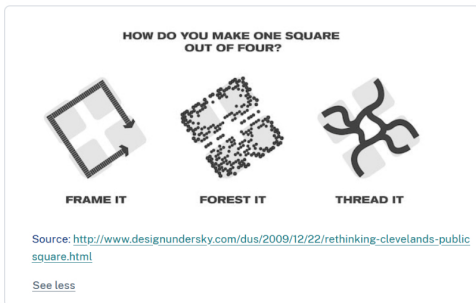 HOW DO YOU MAKE ONE SQUARE
OUT OF FOUR?
FRAME IT
FOREST IT
THREAD IT
Source: http://www.designundersky.com/dus/2009/12/22/rethinking-clevelands-public
square.html
See less